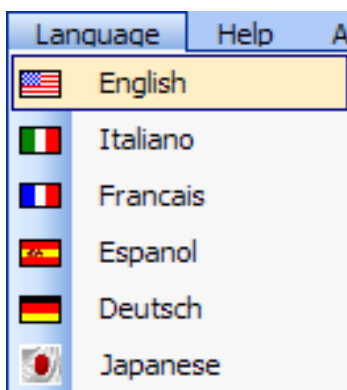 Language Help A
English
Italiano
Francais
Espanol
Deutsch
Japanese